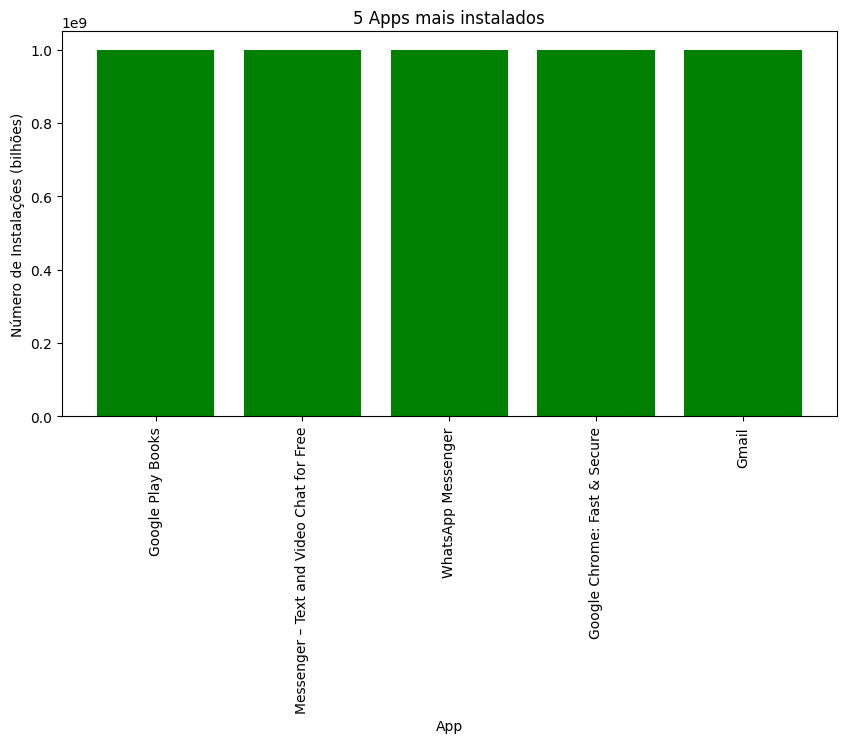 5 Apps mais instalados
1e9
Número de Instalações (bilhões)
1.0
0.8
0.6
0.4
0.2
0.0
Google Play Books
Messenger – Text and Video Chat for Free
WhatsApp Messenger
Google Chrome: Fast & Secure
Gmail
App